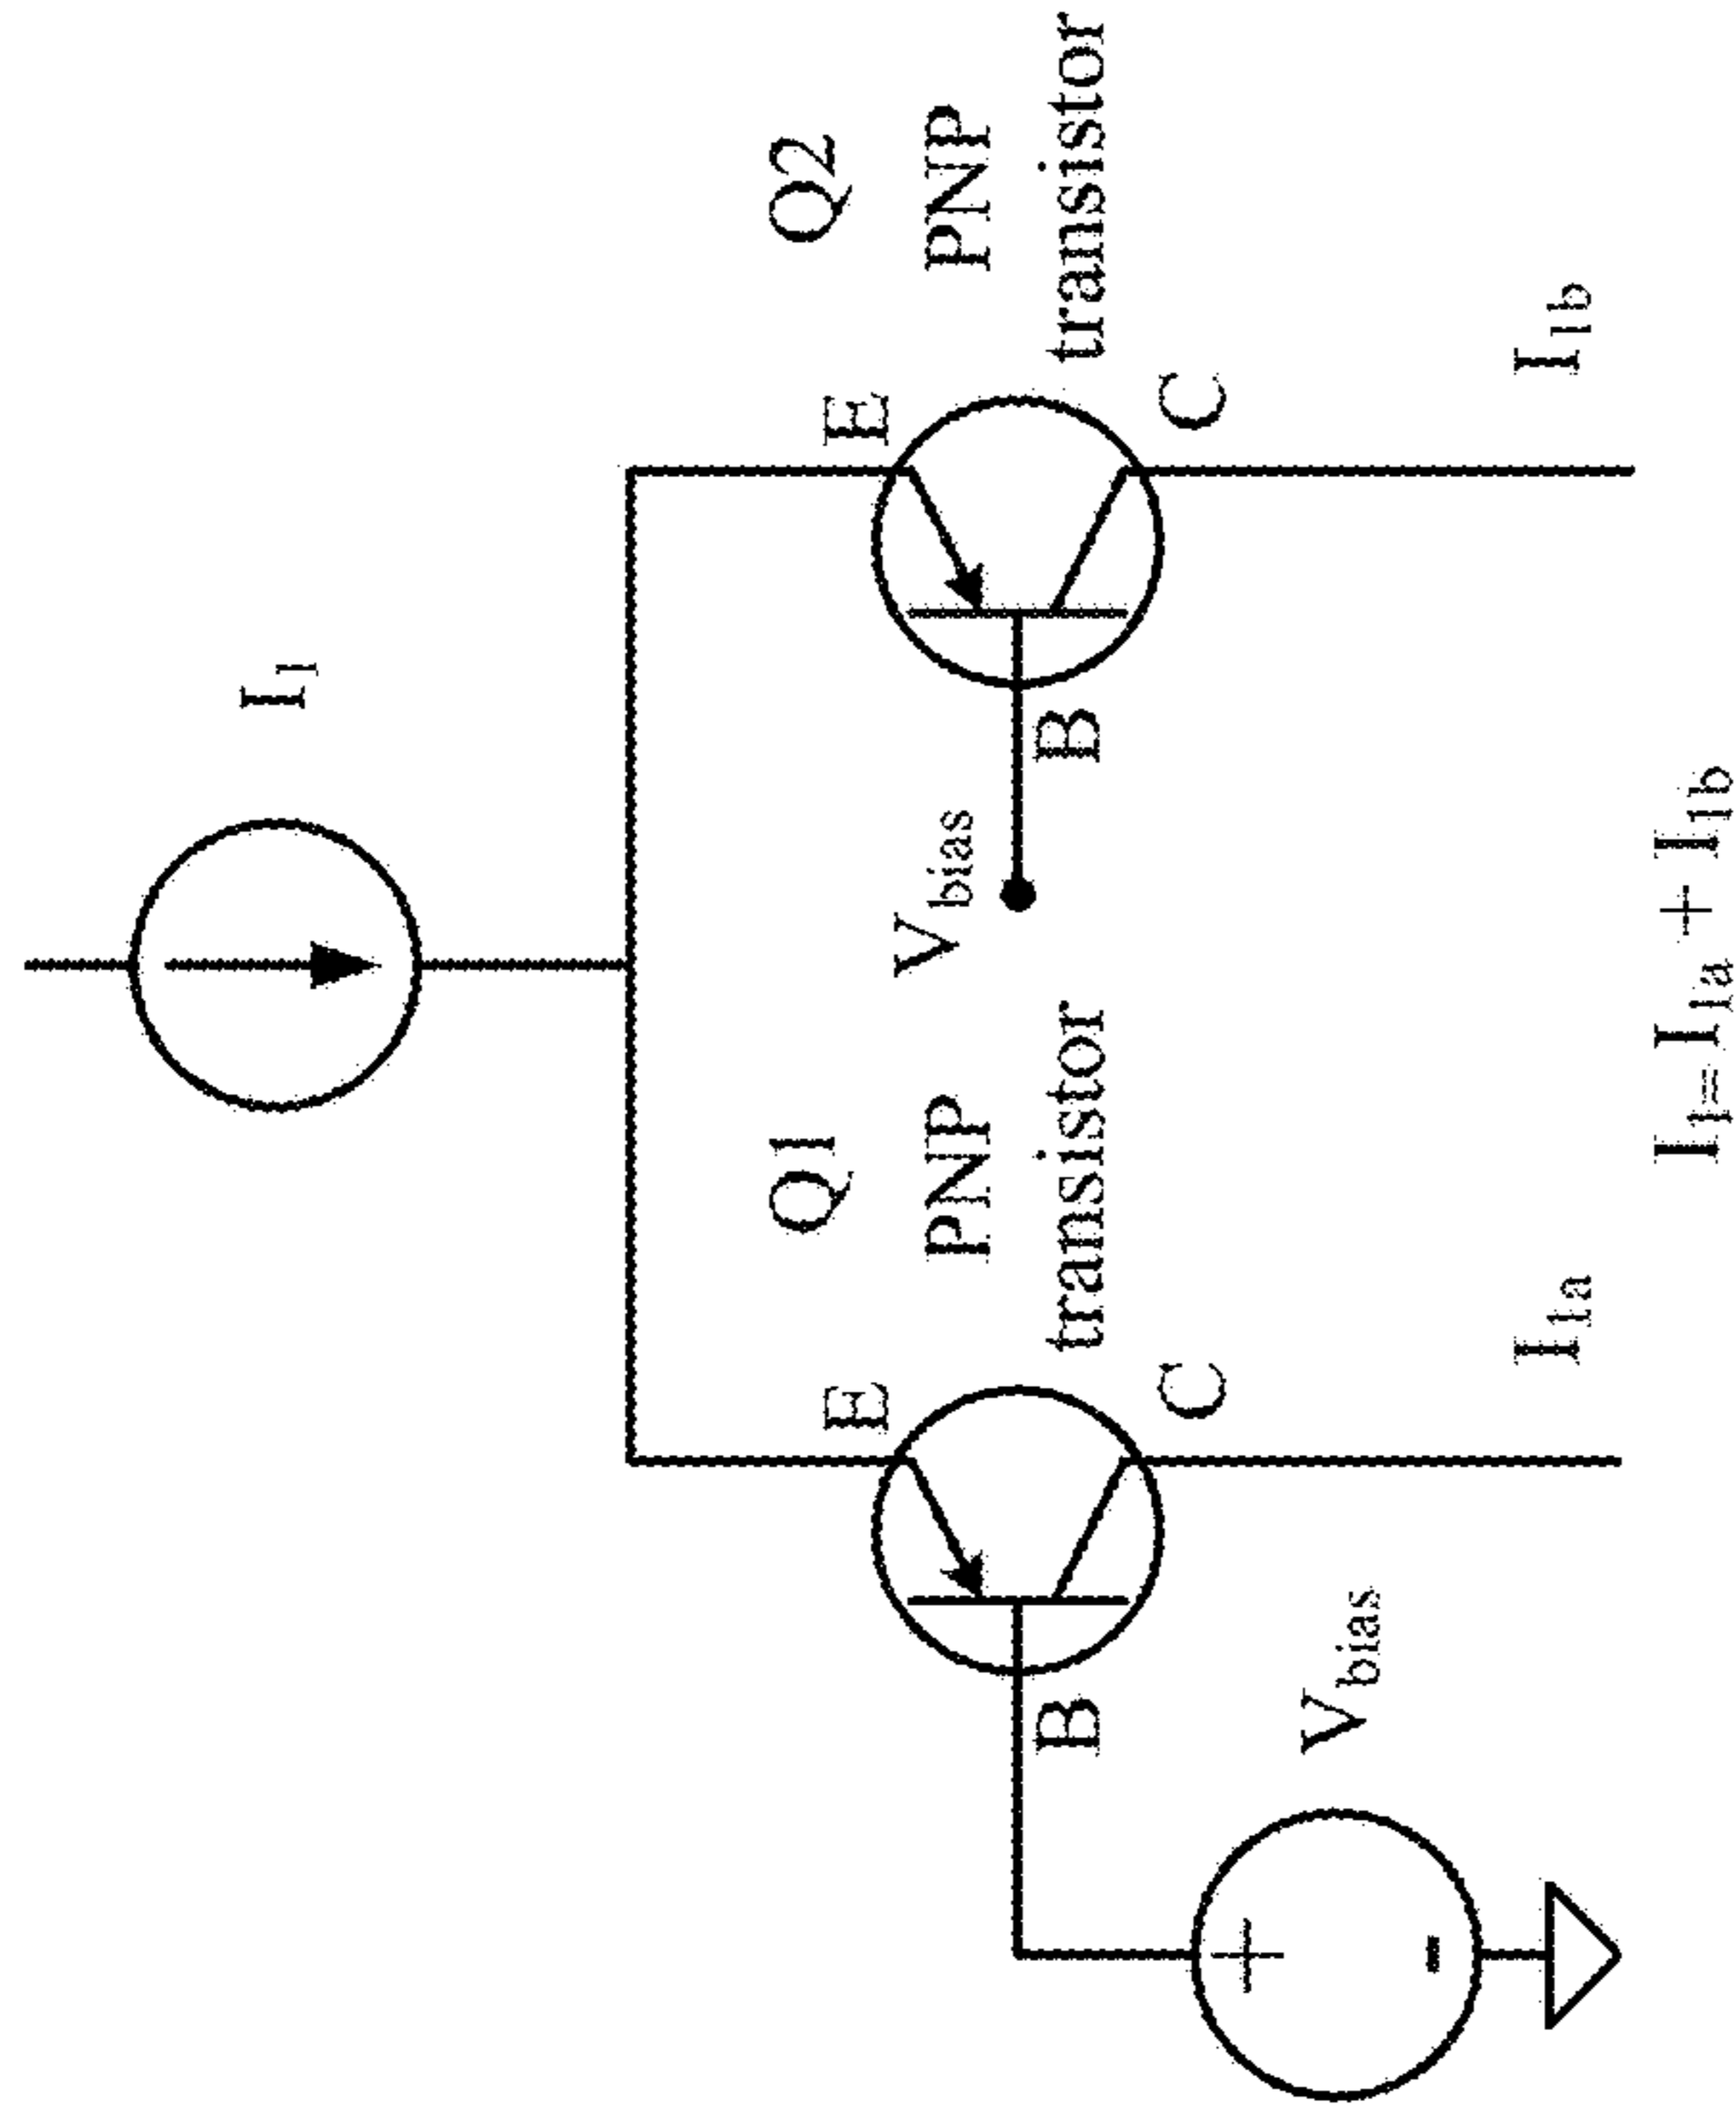 I1
E
Q1
PNP
transistor
B
C
Vbias
I1a
Vbias
E
Q2
PNP
transistor
B
C
I1b
I1= I1a + I1b
+
-